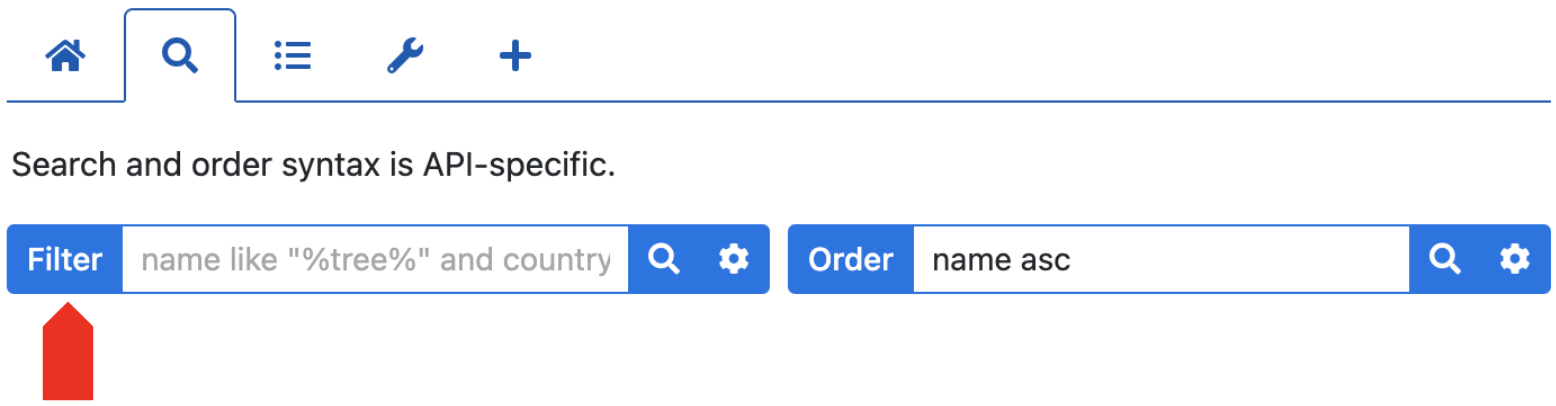 Search and order syntax is API-specific.
Filter name like "%tree%" and country Order name asc